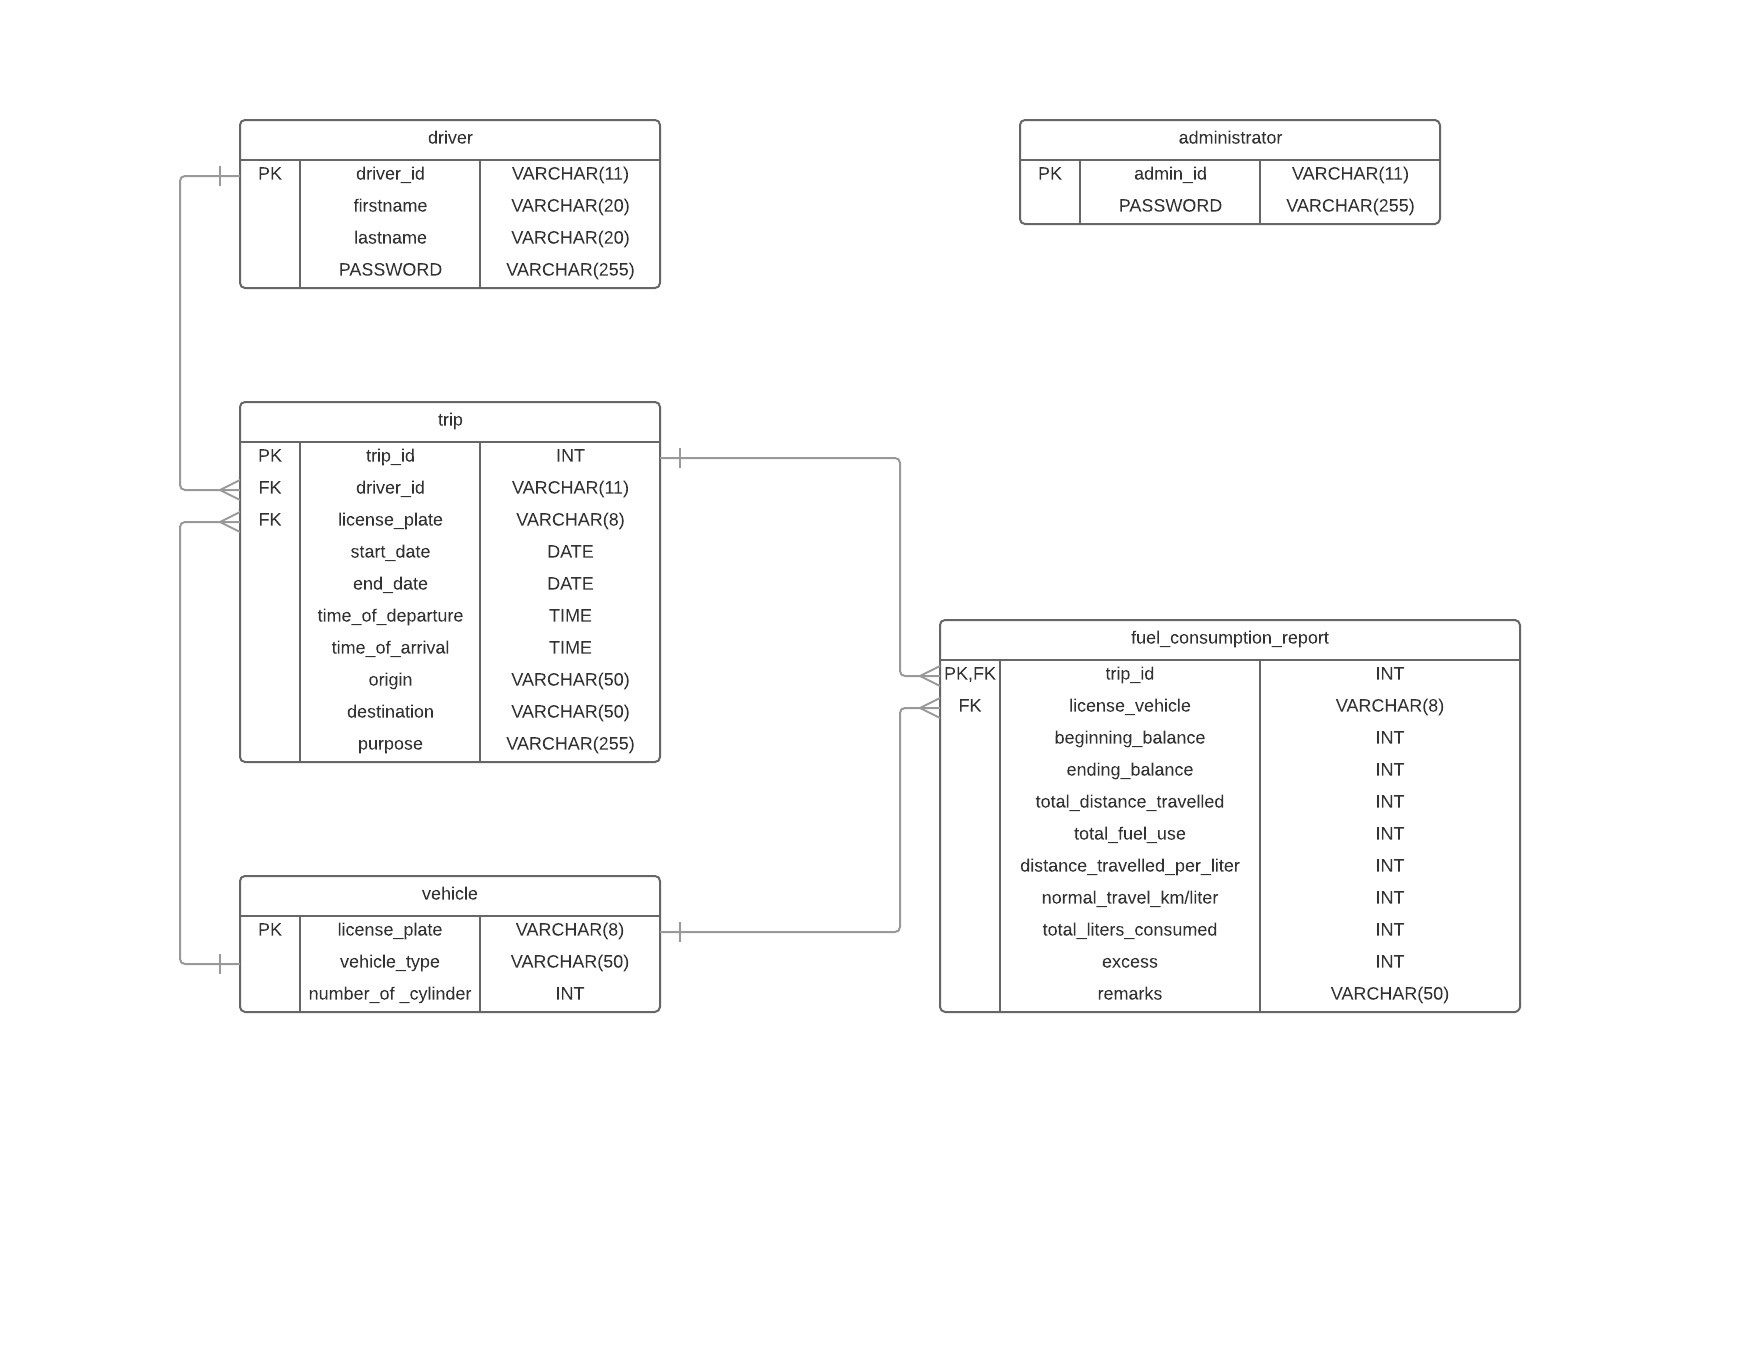 driver
PK driver_id VARCHAR(11)
firstname VARCHAR(20)
lastname VARCHAR(20)
PASSWORD VARCHAR(255)
administrator
PK admin_id VARCHAR(11)
PASSWORD VARCHAR(255)
trip
PK trip_id INT
FK driver_id VARCHAR(11)
FK license_plate VARCHAR(8)
start_date DATE
end_date DATE
time_of_departure TIME
time_of_arrival TIME
origin VARCHAR(50)
destination VARCHAR(50)
purpose VARCHAR(255)
fuel_consumption_report
PK,FK trip_id INT
FK license_vehicle VARCHAR(8)
beginning_balance INT
ending_balance INT
total_distance_travelled INT
total_fuel_use INT
distance_travelled_per_liter INT
normal_travel_km/liter INT
total_liters_consumed INT
excess INT
remarks VARCHAR(50)
vehicle
PK license_plate VARCHAR(8)
vehicle_type VARCHAR(50)
number_of _cylinder INT